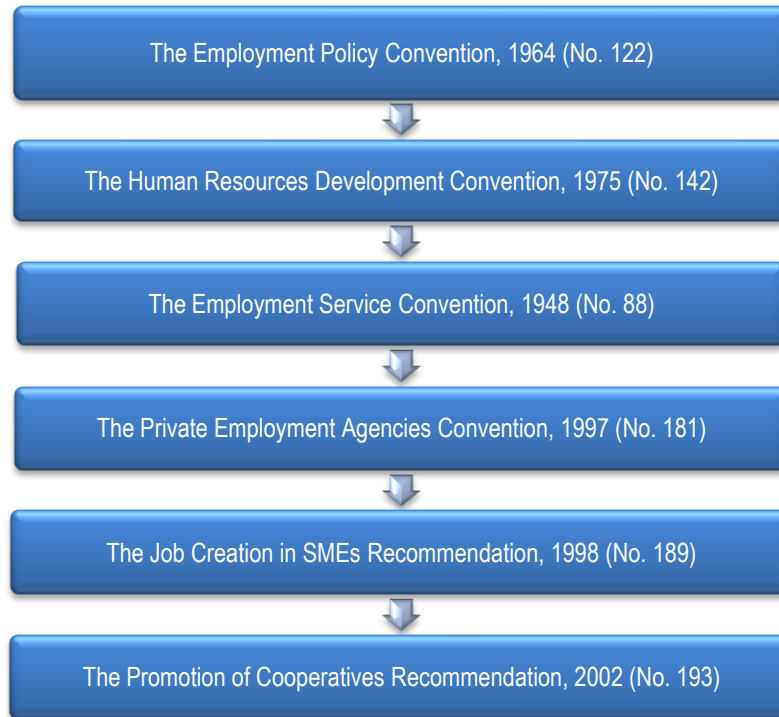 The Employment Policy Convention, 1964 (No. 122)
The Human Resources Development Convention, 1975 (No. 142)
The Employment Service Convention, 1948 (No. 88)
The Private Employment Agencies Convention, 1997 (No. 181)
The Job Creation in SMEs Recommendation, 1998 (No. 189)
The Promotion of Cooperatives Recommendation, 2002 (No. 193)